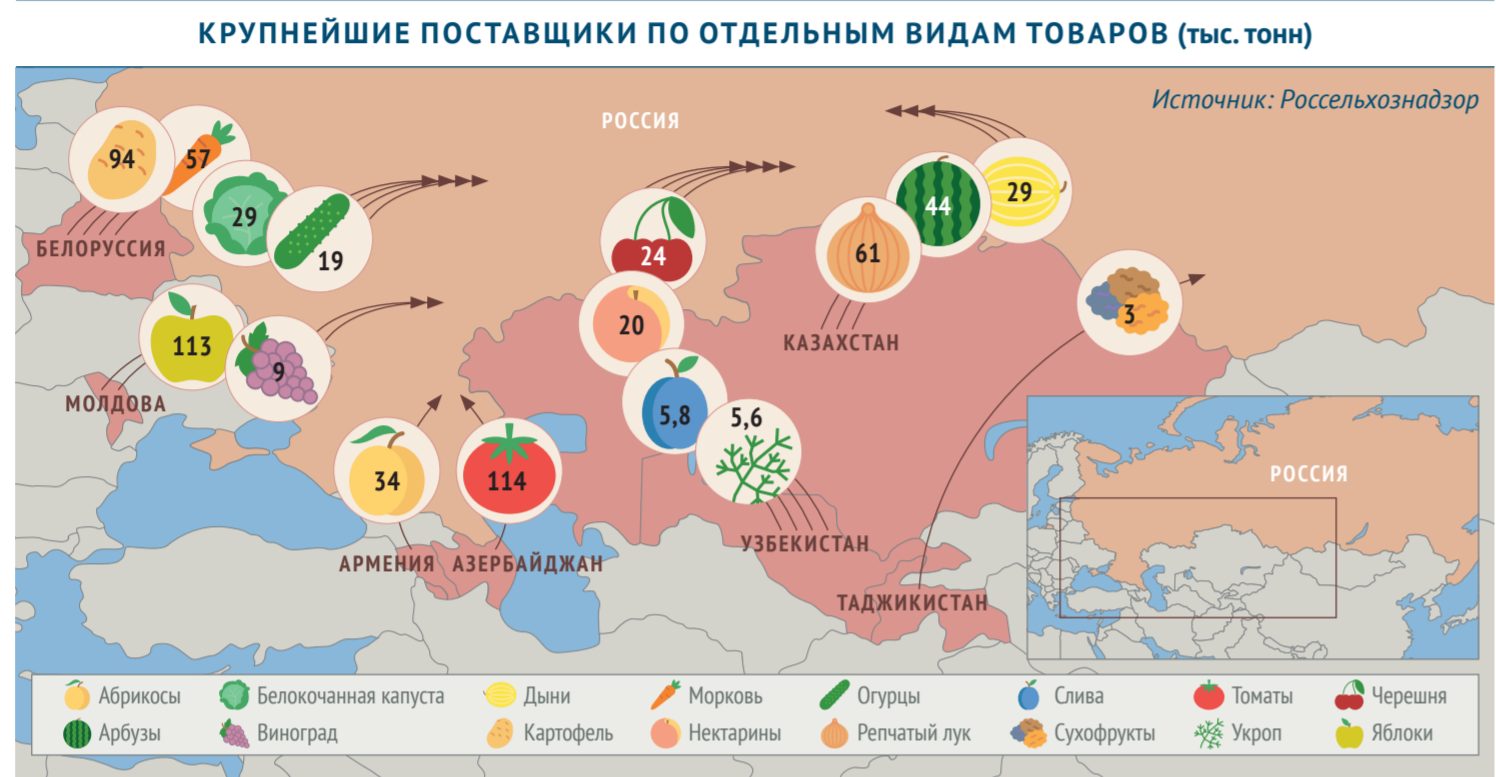 КРУПНЕЙШИЕ ПОСТАВЩИКИ ПО ОТДЕЛЬНЫМ ВИДАМ ТОВАРОВ (тыс. тонн)
Источник: Россельхознадзор
РОССИЯ
94
57
29
19
БЕЛОРУССИЯ
113
9
МОЛДОВА
34
114
АРМЕНИЯ
АЗЕРБАЙДЖАН
24
20
5,8
5,6
УЗБЕКИСТАН
61
44
29
КАЗАХСТАН
3
ТАДЖИКИСТАН
РОССИЯ
Абрикосы Белокочанная капуста Дыни Морковь Огурцы Слива Томаты Черешня
Арбузы Виноград Картофель Нектарины Репчатый лук Сухофрукты Укроп Яблоки